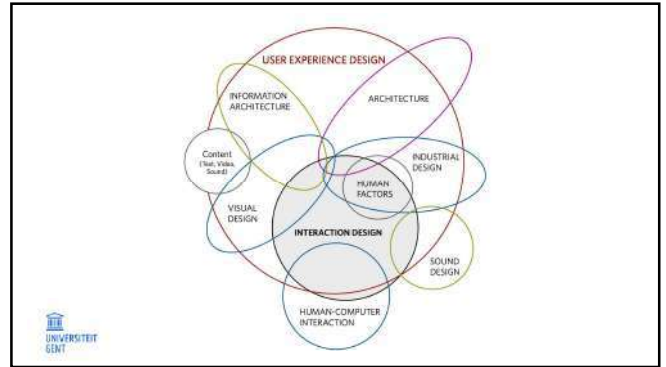 USER EXPERIENCE DESIGN
INFORMATION
ARCHITECTURE
ARCHITECTURE
Content
(Text, Video,
Sound)
INDUSTRIAL
DESIGN
HUMAN
FACTORS
VISUAL
DESIGN
INTERACTION DESIGN
SOUND
DESIGN
HUMAN-COMPUTER
INTERACTION
UNIVERSITEIT
GENT